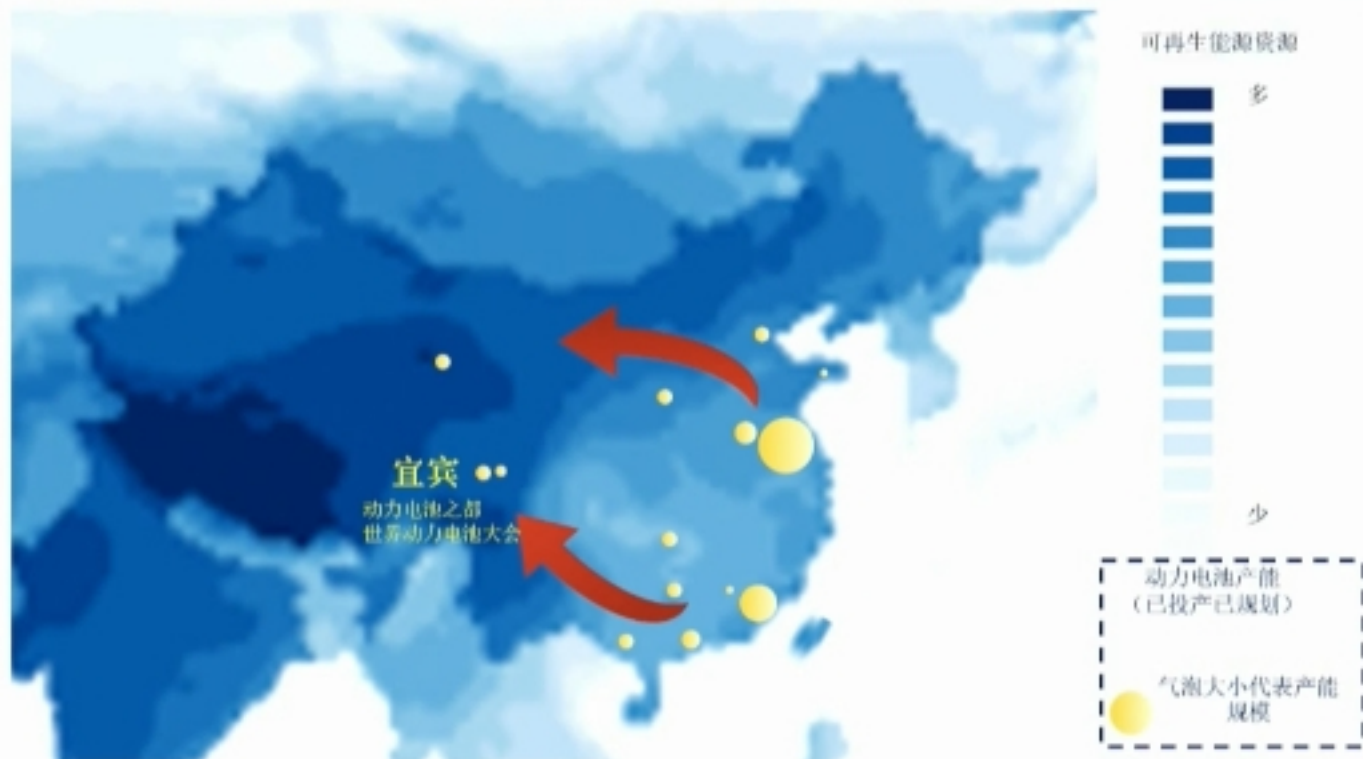 可再生能源资源
多
宜宾
动力电池之都
世界动力电池大会
少
动力电池产能
（已投产已规划）
气泡大小代表产能
规模